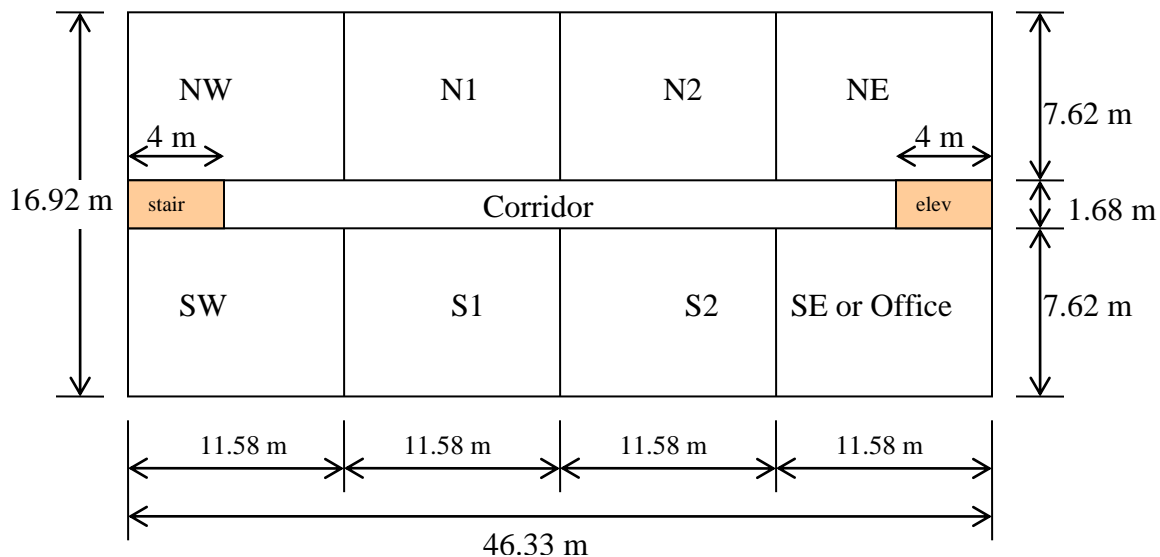 NW N1 N2 NE
7.62 m
4 m 4 m
16.92 m stair Corridor elev 1.68 m
SW S1 S2 SE or Office 7.62 m
11.58 m 11.58 m 11.58 m 11.58 m
46.33 m